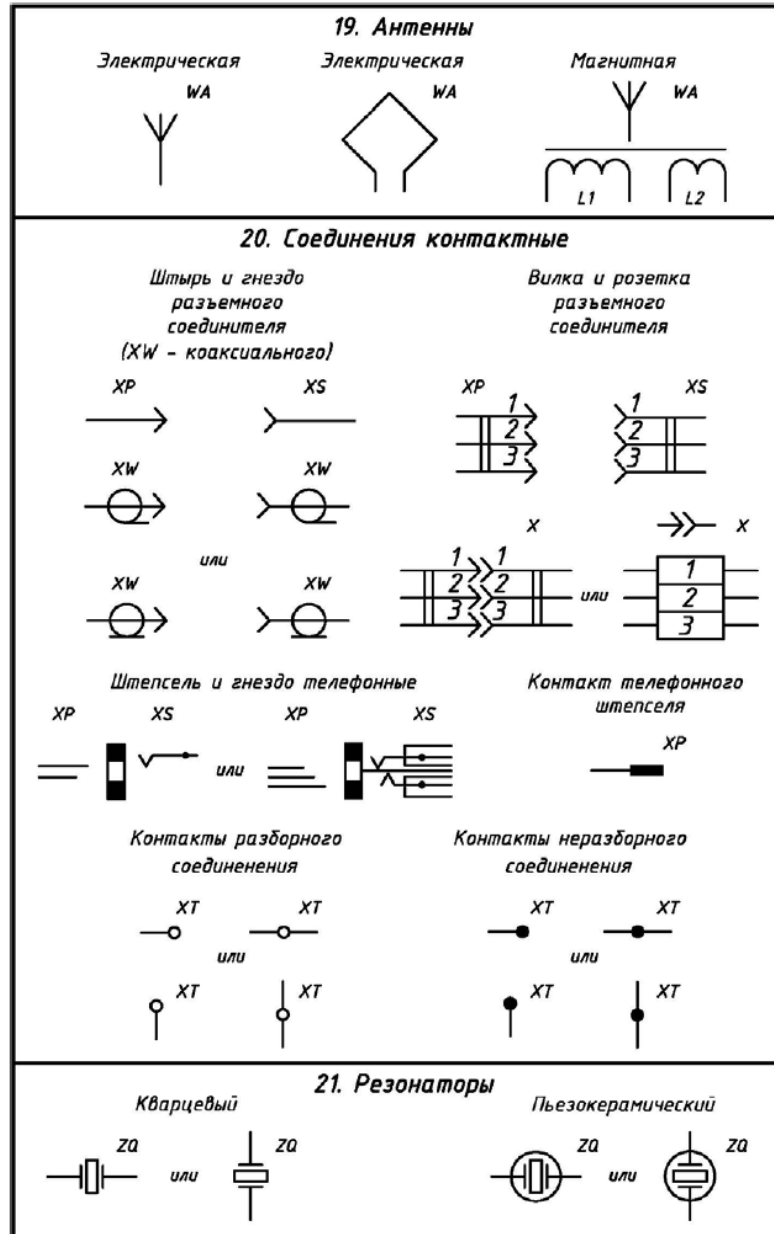 19. Антенны
Электрическая Электрическая Магнитная
WA WA WA
L1 L2
20. Соединения контактные
Штырь и гнездо
разъемного
соединителя
(XW - коаксиального)
Вилка и розетка
разъемного
соединителя
XP XS
XW XW
или
XW XW
XP XS
1
2
3
1
2
3
X
1 1
2 2
3 3
или
X
1
2
3
Штепсель и гнездо телефонные
XP XS или XP XS
Контакт телефонного
штепселя
XP
Контакты разборного
соединенения
XT XT
или
XT XT
Контакты неразборного
соединенения
XT XT
или
XT XT
21. Резонаторы
Кварцевый
ZQ или ZQ
Пьезокерамический
ZQ или ZQ